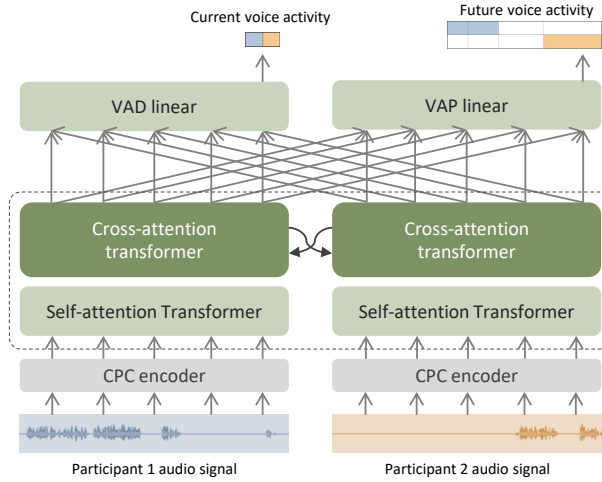 Current voice activity
Future voice activity
VAD linear
VAP linear
Cross-attention
transformer
Cross-attention
transformer
Self-attention Transformer
Self-attention Transformer
CPC encoder
CPC encoder
Participant 1 audio signal
Participant 2 audio signal